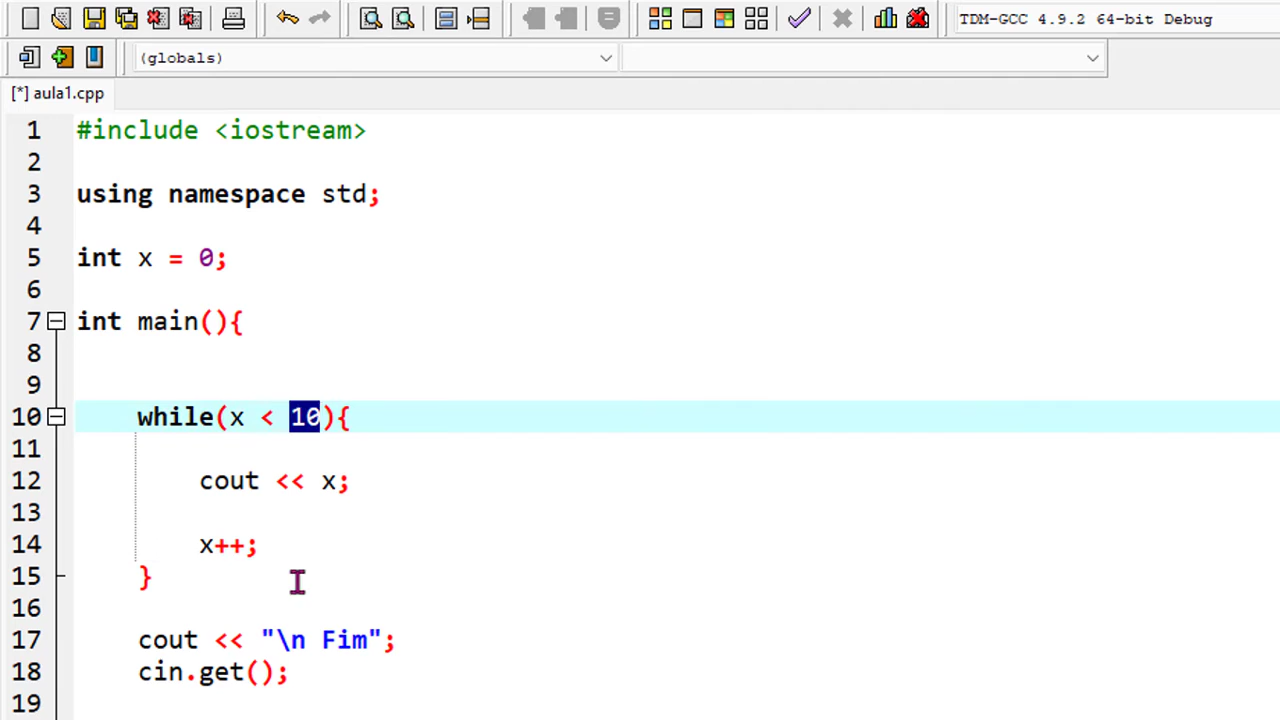 TDM-GCC 4.9.2 64-bit Debug
(globals)
[*] aula1.cpp
1 #include <iostream>
2
3 using namespace std;
4
5 int x = 0;
6
7 int main(){
8
9
10 while(x < 10){
11
12 cout << x;
13
14 x++;
15 }
16
17 cout << "\n Fim";
18 cin.get();
19